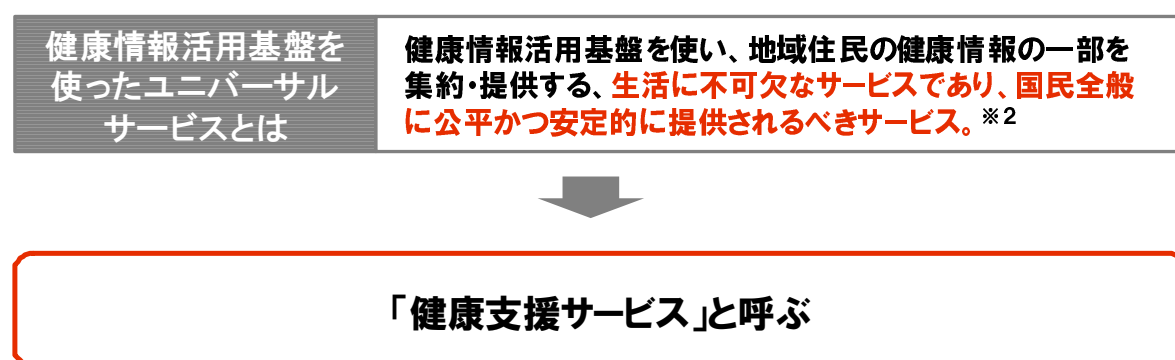 健康情報活用基盤を
使ったユニバーサル
サービスとは
健康情報活用基盤を使い、地域住民の健康情報の一部を
集約・提供する、生活に不可欠なサービスであり、国民全般
に公平かつ安定的に提供されるべきサービス。※2
「健康支援サービス」と呼ぶ